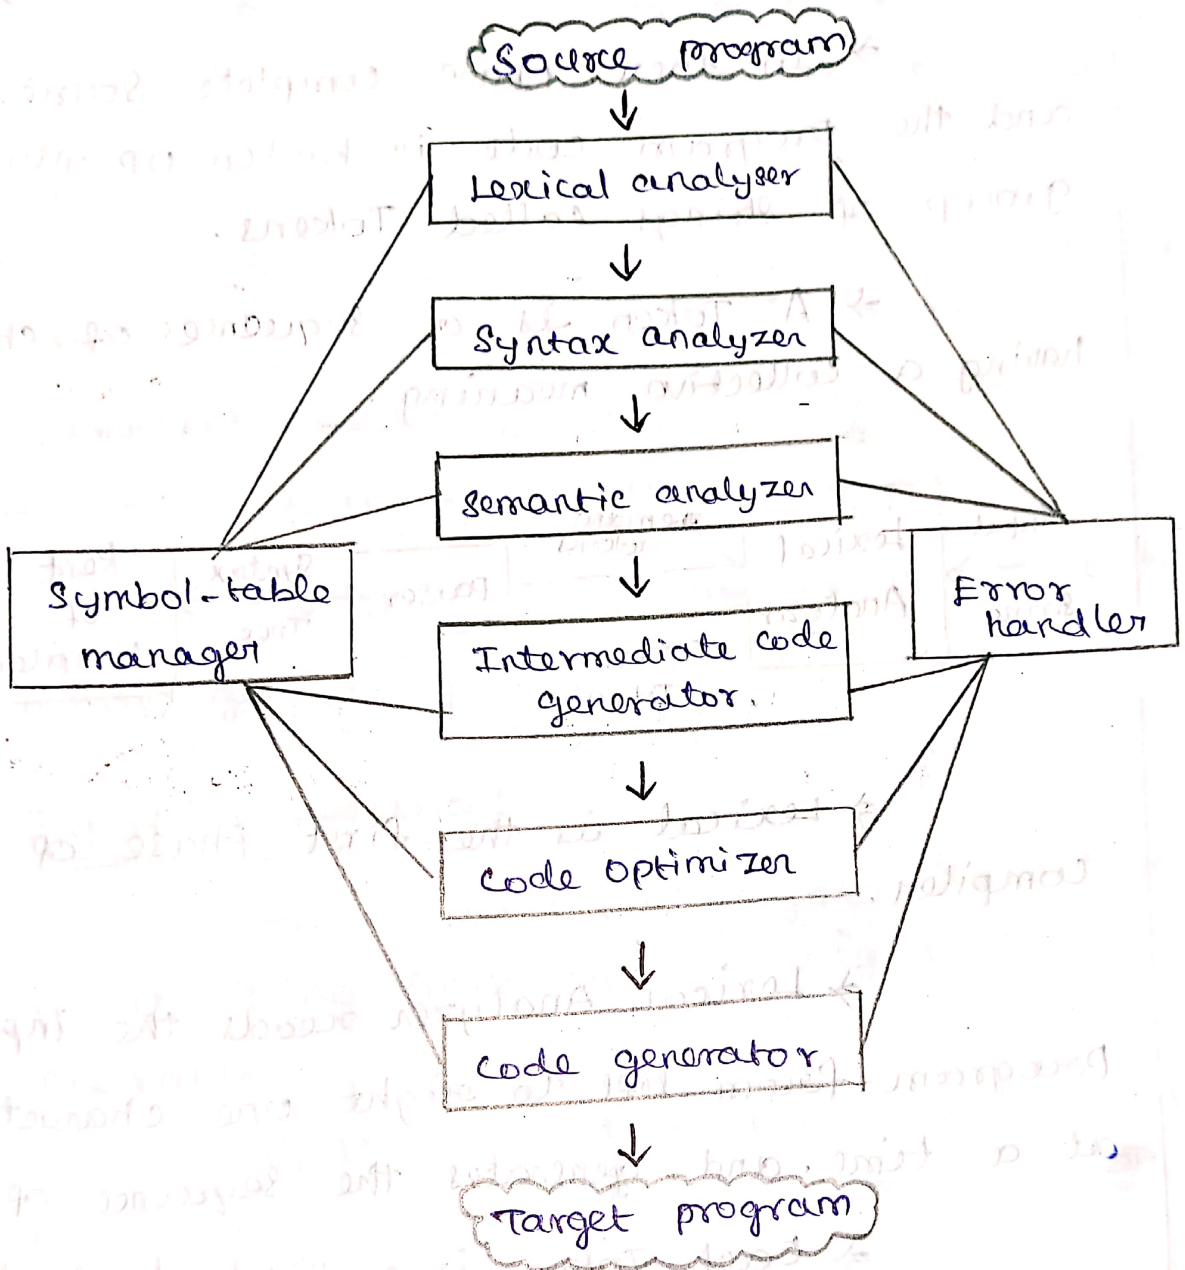 Source program
Lexical analyser
Syntax analyzer
Semantic analyzer
Symbol-table
manager
Error
handler
Intermediate code
generator.
Code optimizer
Code generator
Target program